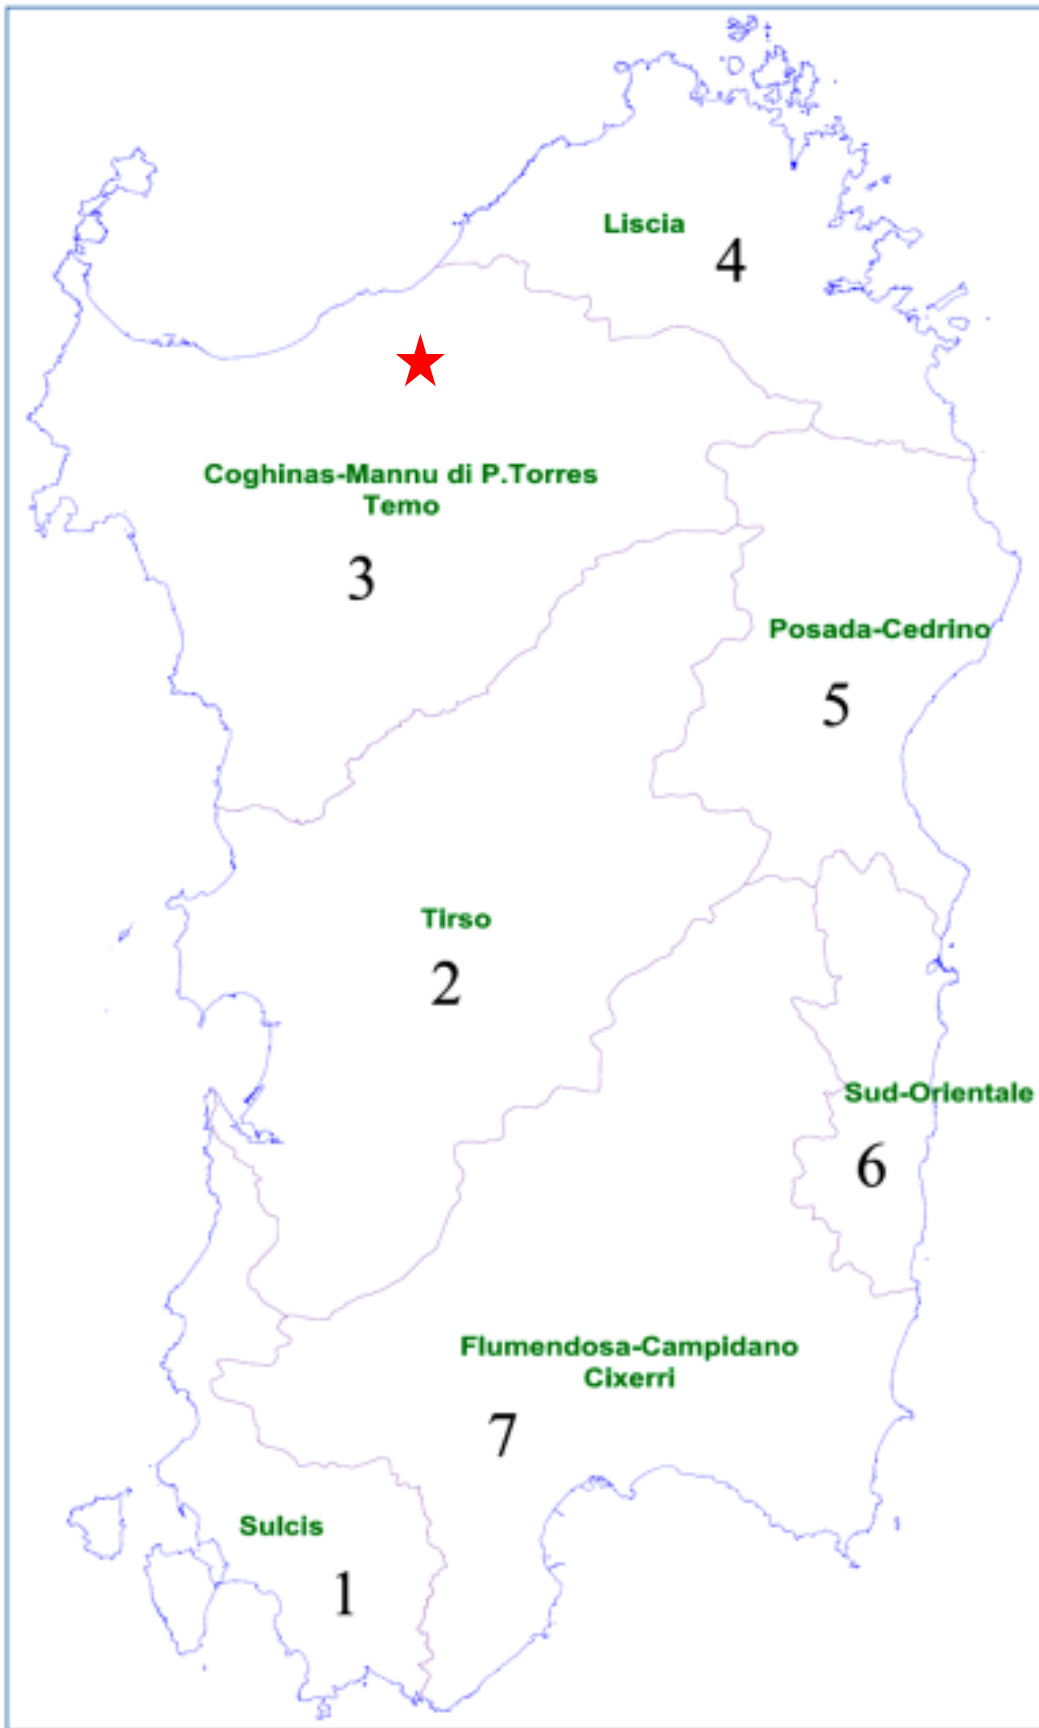 Liscia
4
Coghinas-Mannu di P.Torres
Temo
3
Posada-Cedrino
5
Tirso
2
Sud-Orientale
6
Flumendosa-Campidano
Cixerri
7
Sulcis
1